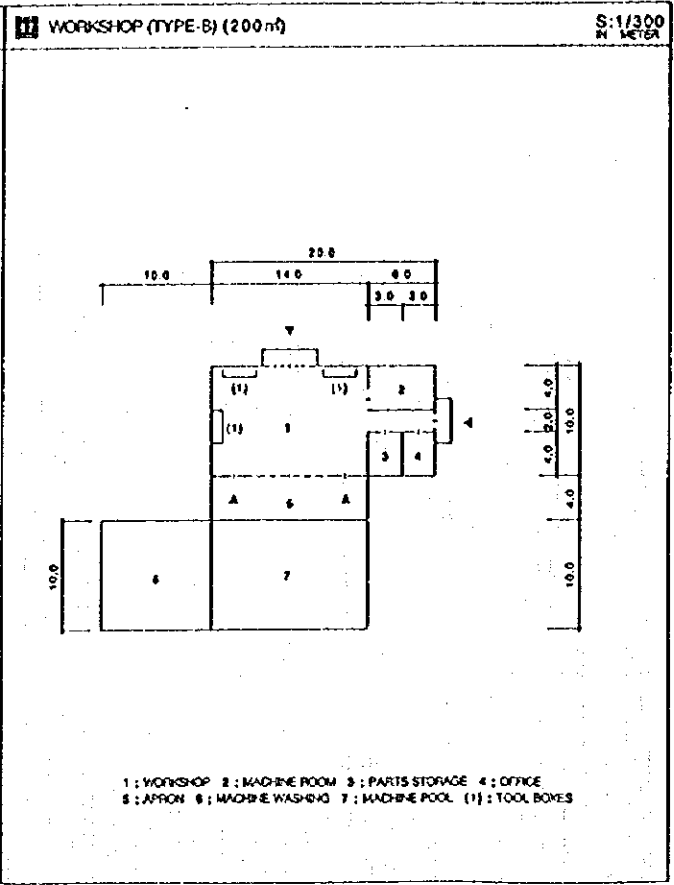 17 WORKSHOP (TYPE-B) (200㎡) S:1/300
IN METER
20.0
10.0 14.0 6.0
3.0 3.0
(1) (1) 2
(1) 1
3 4
A 5 A
6 7
10.0
4.0
2.0 10.0
4.0
4.0
10.0
1 ; WORKSHOP 2 ; MACHINE ROOM 3 ; PARTS STORAGE 4 ; OFFICE
5 ; APRON 6 ; MACHINE WASHING 7 ; MACHINE POOL (1) ; TOOL BOXES